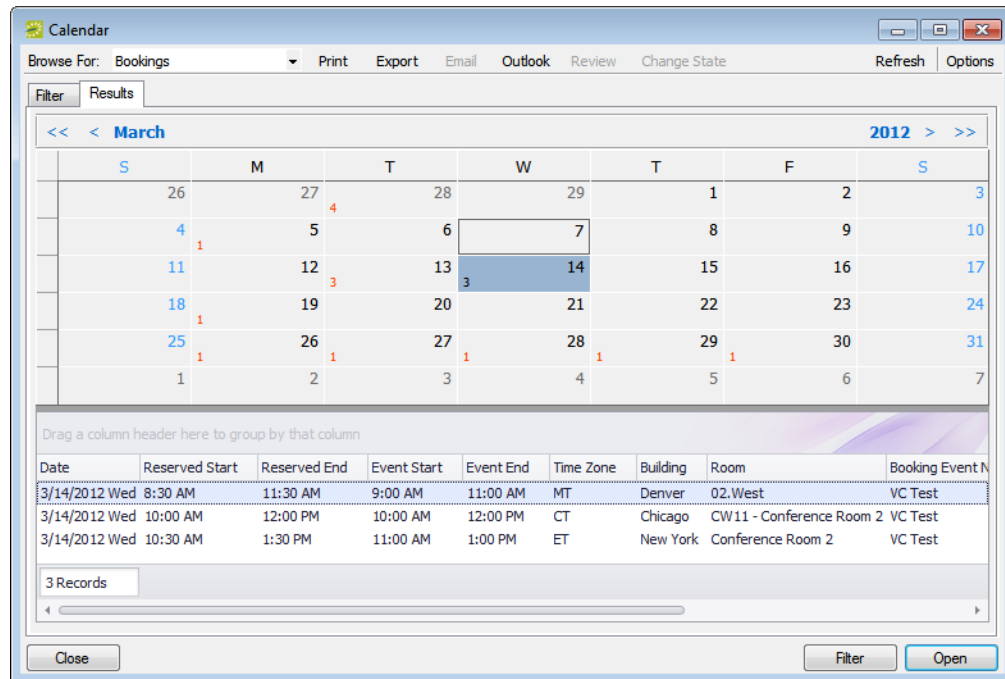 Calendar
Browse For: Bookings Print Export Email Outlook Review Change State Refresh Options
Filter Results
<< < March 2012 > >>
S M T W T F S
26 27 28 29 1 2 3
4
4 5 6 7 8 9 10
1
11 12 13 14 15 16 17
3 3
18 19 20 21 22 23 24
1
25 26 27 28 29 30 31
1 1 1 1 1
1 2 3 4 5 6 7
Drag a column header here to group by that column
Date Reserved Start Reserved End Event Start Event End Time Zone Building Room Booking Event N
3/14/2012 Wed 8:30 AM 11:30 AM 9:00 AM 11:00 AM MT Denver 02.West VC Test
3/14/2012 Wed 10:00 AM 12:00 PM 10:00 AM 12:00 PM CT Chicago CW11 - Conference Room 2 VC Test
3/14/2012 Wed 10:30 AM 1:30 PM 11:00 AM 1:00 PM ET New York Conference Room 2 VC Test
3 Records
Close Filter Open